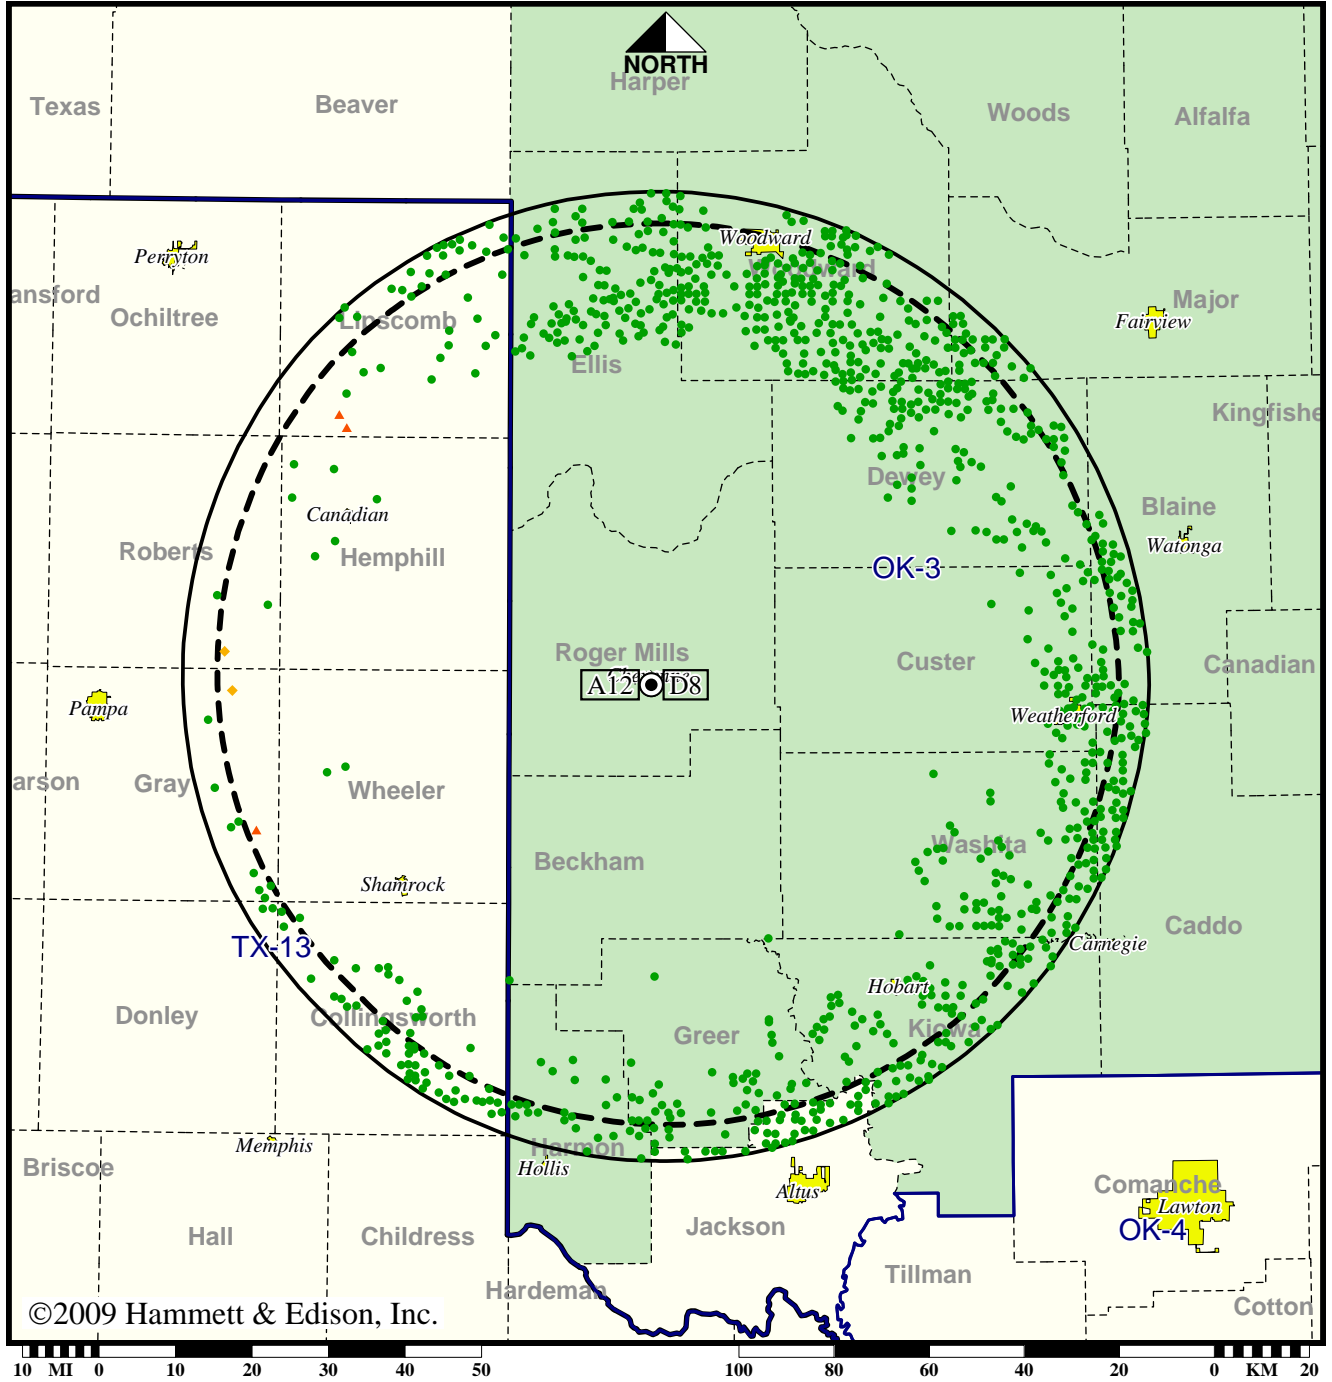 NORTH
Harper
Texas
Beaver
Woods
Alfalfa
Woodward
Woodward
Perryton
ansford
Ochiltree
Lipscomb
Major
Fairview
Ellis
Kingfishe
Dewey
Canadian
Blaine
Roberts
Hemphill
Watonga
OK-3
Roger Mills
Custer
Canadian
A12
D8
Pampa
Weatherford
arson
Gray
Wheeler
Washita
Beckham
Shamrock
Caddo
TX-13
Carnegie
Hobart
Donley
Collingsworth
Greer
Kiowa
Memphis
Harmon
Briscoe
Hollis
Altus
Comanche
Lawton
OK-4
Hall
Childress
Jackson
Tillman
Hardeman
Cotton
©2009 Hammett & Edison, Inc.
10 MI 0 10 20 30 40 50 100 80 60 40 20 0 KM 20